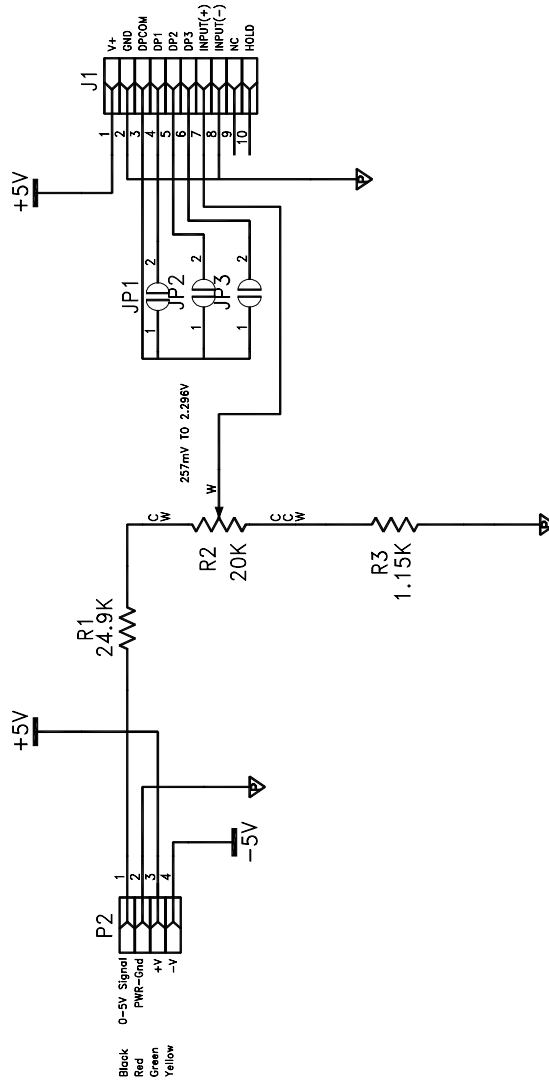 J1
V+
GND
DPCOM
DP1
DP2
DP3
INPUT(+)
INPUT(-)
NC
HOLD
1
2
3
4
5
6
7
8
9
10
+5V
P
JP1
1
2
JP2
1
2
JP3
1
2
257mV TO 2.296V
W
CW
R2
20K
CCW
R3
1.15K
P
R1
24.9K
+5V
P
-5V
P2
1
2
3
4
Black 0-5V Signal
Red PWR-Gnd
Green +V
Yellow -V